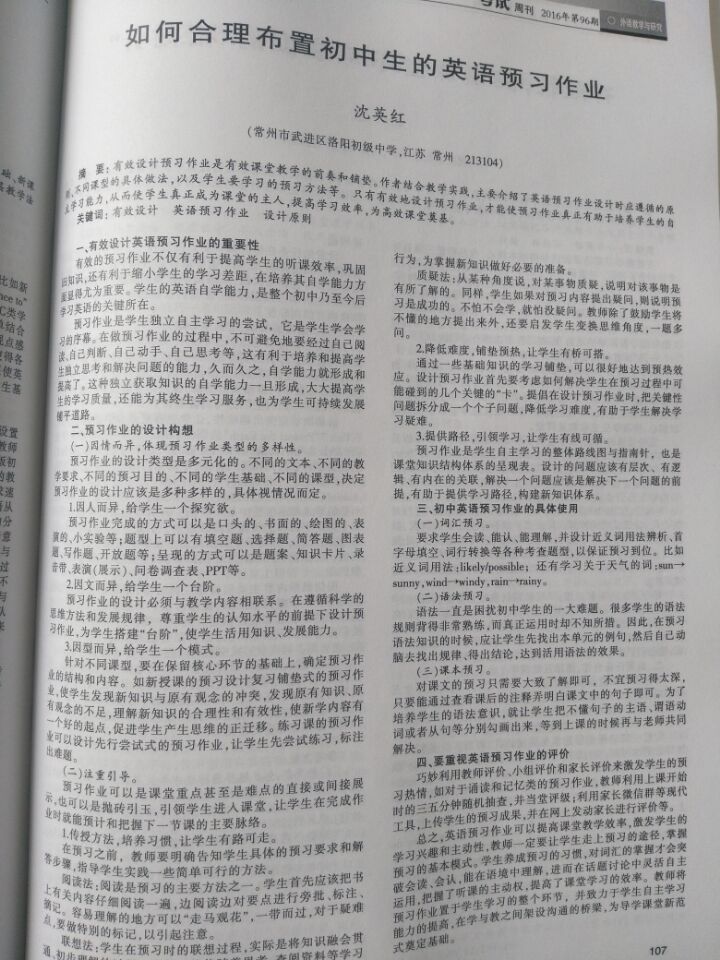 考试 周刊 2016年第96期 ○ 外语教学与研究
如何合理布置初中生的英语预习作业
沈英红
(常州市武进区洛阳初级中学,江苏 常州 213104)
摘 要:有效设计预习作业是有效课堂教学的前奏和铺垫。作者结合教学实践,主要介绍了英语预习作业设计时应遵循的原
则、不同课型的具体做法,以及学生要学习的预习方法等。只有有效地设计预习作业,才能使预习作业真正有助于培养学生的自
主学习能力,从而使学生真正成为课堂的主人,提高学习效率,为高效课堂奠基。
关键词:有效设计 英语预习作业 设计原则
一、有效设计英语预习作业的重要性
有效的预习作业不仅有利于提高学生的听课效率,巩固
旧知识,还有利于缩小学生的学习差距,在培养其自学能力方
面显得尤为重要。学生的英语自学能力,是整个初中乃至今后
学习英语的关键所在。
预习作业是学生独立自主学习的尝试,它是学生学会学
习的序幕。在做预习作业的过程中,不可避免地要经过自己阅
读、自己判断、自己动手、自己思考等,这有利于培养和提高学
生独立思考和解决问题的能力,久而久之,自学能力就形成和
提高了,这种独立获取知识的自学能力一旦形成,大大提高学
生的学习质量,还能为其终生学习服务,也为学生可持续发展
铺平道路。
二、预习作业的设计构想
(一)因情而异,体现预习作业类型的多样性。
预习作业的设计类型是多元化的。不同的文本、不同的教
学要求、不同的预习目的、不同的学生基础、不同的课型,决定
预习作业的设计应该是多种多样的,具体视情况而定。
1.因人而异,给学生一个探究欲。
预习作业完成的方式可以是口头的、书面的、绘图的、表
演的、小实验等;题型上可以有填空题、选择题、简答题、图表
题、写作题、开放题等;呈现的方式可以是题案、知识卡片、录
音带、表演(展示)、问卷调查表、PPT等。
2.因文而异,给学生一个台阶。
预习作业的设计必须与教学内容相联系。在遵循科学的
思维方法和发展规律,尊重学生的认知水平的前提下设计预
习作业,为学生搭建“台阶”,使学生活用知识、发展能力。
3.因型而异,给学生一个模式。
针对不同课型,要在保留核心环节的基础上,确定预习作
业的结构和内容。如新授课的预习设计复习铺垫式的预习作
业,使学生发现新知识与原有观念的冲突,发现原有知识、原
有观念的不足,理解新知识的合理性和有效性,使新学内容有
一个好的起点,促进学生产生思维的正迁移。练习课的预习作
业可以设计先行尝试式的预习作业,让学生先尝试练习,标注
出难题。
(二)注重引导。
预习作业可以是课堂重点甚至是难点的直接或间接展
示,也可以是抛砖引玉,引领学生进入课堂,让学生在完成作
业时就能预计和把握下一节课的主要脉络。
1.传授方法,培养习惯,让学生有路可走。
在预习之前,教师要明确告知学生具体的预习要求和解
答步骤,指导学生实践一些简单可行的方法。
阅读法:阅读是预习的主要方法之一。学生首先应该把书
上有关内容仔细阅读一遍,边阅读边对要点进行旁批、标注、
摘记。容易理解的地方可以“走马观花”,一带而过,对于疑难
点,要做特别的标记,以引起注意。
联想法:学生在预习时的联想过程,实际是将知识融会贯
行为,为掌握新知识做好必要的准备。
质疑法:从某种角度说,对某事物质疑,说明对该事物是
有所了解的。同样,学生如果对预习内容提出疑问,则说明预
习是成功的。不怕不会学,就怕没疑问。教师除了鼓励学生将
不懂的地方提出来外,还要启发学生变换思维角度,一题多
问。
2.降低难度,铺垫预热,让学生有桥可搭。
通过一些基础知识的学习铺垫,可以很好地达到预热效
应。设计预习作业首先要考虑如何解决学生在预习过程中可
能碰到的几个关键的“卡”。提倡在设计预习作业时,把关键性
问题拆分成一个个子问题,降低学习难度,有助于学生解决学
习疑难。
3.提供路径,引领学习,让学生有线可循。
预习作业是学生自主学习的整体路线图与指南针,也是
课堂知识结构体系的呈现表。设计的问题应该有层次、有逻
辑、有内在的关联,解决一个问题应该是解决下一个问题的前
提,有助于提供学习路径,构建新知识体系。
三、初中英语预习作业的具体使用
(一)词汇预习。
要求学生会读、能认、能理解,并设计近义词用法辨析、首
字母填空、词行转换等各种考查题型,以保证预习到位。比如
近义词用法:likely/possible; 还有学习关于天气的词:sun→
sunny,wind→windy,rain→rainy。
(二)语法预习。
语法一直是困扰初中学生的一大难题。很多学生的语法
规则背得非常熟练,而真正运用时却不知所措。因此,在预习
语法知识的时候,应让学生先找出本单元的例句,然后自己动
脑去找出规律、得出结论,达到活用语法的效果。
(三)课本预习。
对课文的预习只需要大致了解即可,不宜预习得太深,
只要能通过查看课后的注释弄明白课文中的句子即可。为了
培养学生的语法意识,就让学生把不懂句子的主语、谓语动
词或者从句等分别勾画出来,等到上课的时候再与老师共同
解决。
四、要重视英语预习作业的评价
巧妙利用教师评价、小组评价和家长评价来激发学生的预
习热情,如对于诵读和记忆类的预习作业,教师利用上课开始
时的三五分钟随机抽查,并当堂评级;利用家长微信群等现代
工具,上传学生的预习成果,并在网上发动家长进行评价等。
总之,英语预习作业可以提高课堂教学效率,激发学生的
学习兴趣和主动性,教师一定要让学生走上预习的途径,掌握
预习的基本模式。学生养成预习的习惯,对词汇的掌握才会突
破会读、会认,能在语境中理解,进而在话题讨论中灵活自主
运用,把握了听课的主动权,提高了课堂学习的效率。教师将
预习作业置于学生学习的整个环节,并致力于学生自主学习
能力的提高,在学与教之间架设沟通的桥梁,为导学课堂新范
式奠定基础。
107